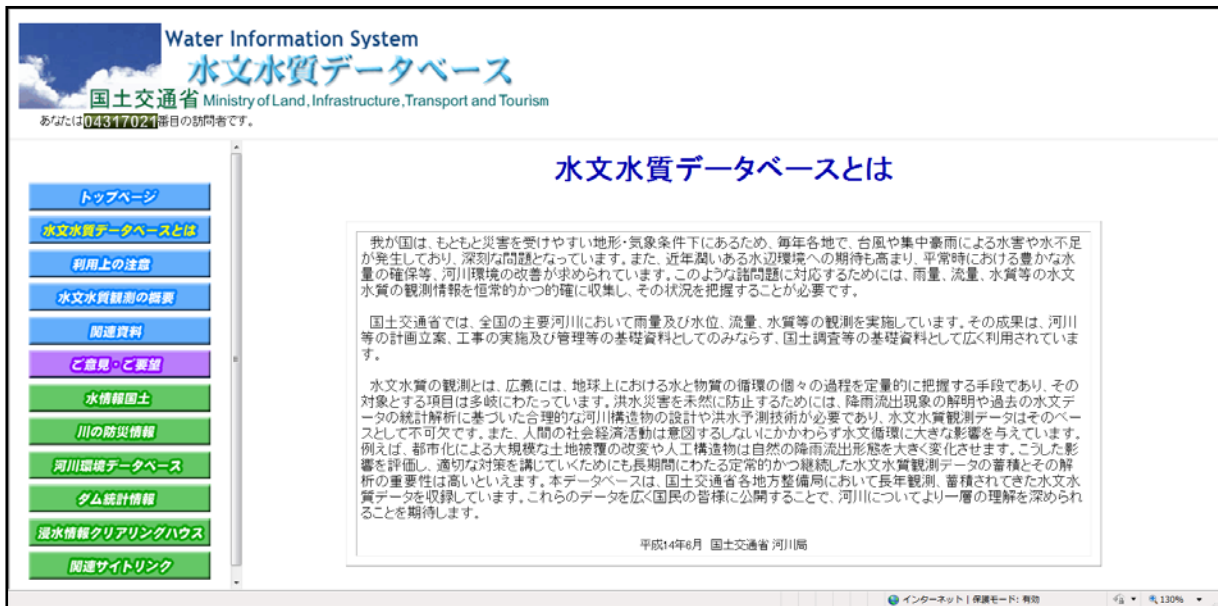 Water Information System
水文水質データベース
国土交通省 Ministry of Land, Infrastructure, Transport and Tourism
あなたは04317021番目の訪問者です。
トップページ
水文水質データベースとは
利用上の注意
水文水質観測の概要
関連資料
ご意見・ご要望
水情報国土
川の防災情報
河川環境データベース
ダム統計情報
浸水情報クリアリングハウス
関連サイトリンク
水文水質データベースとは
我が国は、もともと災害を受けやすい地形・気象条件下にあるため、毎年各地で、台風や集中豪雨による水害や水不足
が発生しており、深刻な問題となっています。また、近年潤いある水辺環境への期待も高まり、平常時における豊かな水
量の確保等、河川環境の改善が求められています。このような諸問題に対応するためには、雨量、流量、水質等の水文
水質の観測情報を恒常的かつ的確に収集し、その状況を把握することが必要です。
国土交通省では、全国の主要河川において雨量及び水位、流量、水質等の観測を実施しています。その成果は、河川
等の計画立案、工事の実施及び管理等の基礎資料としてのみならず、国土調査等の基礎資料として広く利用されていま
す。
水文水質の観測とは、広義には、地球上における水と物質の循環の個々の過程を定量的に把握する手段であり、その
対象とする項目は多岐にわたっています。洪水災害を未然に防止するためには、降雨流出現象の解明や過去の水文デー
タの統計解析に基づいた合理的な河川構造物の設計や洪水予測技術が必要であり、水文水質観測データはそのベー
スとして不可欠です。また、人間の社会経済活動は意図するしないにかかわらず水文循環に大きな影響を与えています。
例えば、都市化による大規模な土地被覆の改変や人工構造物は自然の降雨流出形態を大きく変化させます。こうした影
響を評価し、適切な対策を講じていくためにも長期間にわたる定常的かつ継続した水文水質観測データの蓄積とその解
析の重要性は高いといえます。本データベースは、国土交通省各地方整備局において長年観測、蓄積されてきた水文水
質データを収録しています。これらのデータを広く国民の皆様に公開することで、河川についてより一層の理解を深められ
ることを期待します。
平成14年6月 国土交通省 河川局
インターネット | 保護モード: 有効
130%